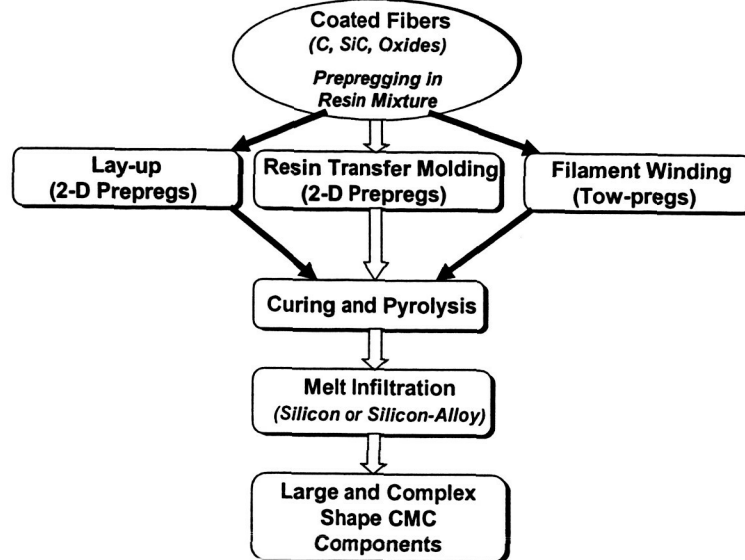 Coated Fibers
(C, SiC, Oxides)
Prepregging in
Resin Mixture
Lay-up
(2-D Prepregs)
Resin Transfer Molding
(2-D Prepregs)
Filament Winding
(Tow-pregs)
Curing and Pyrolysis
Melt Infiltration
(Silicon or Silicon-Alloy)
Large and Complex
Shape CMC
Components